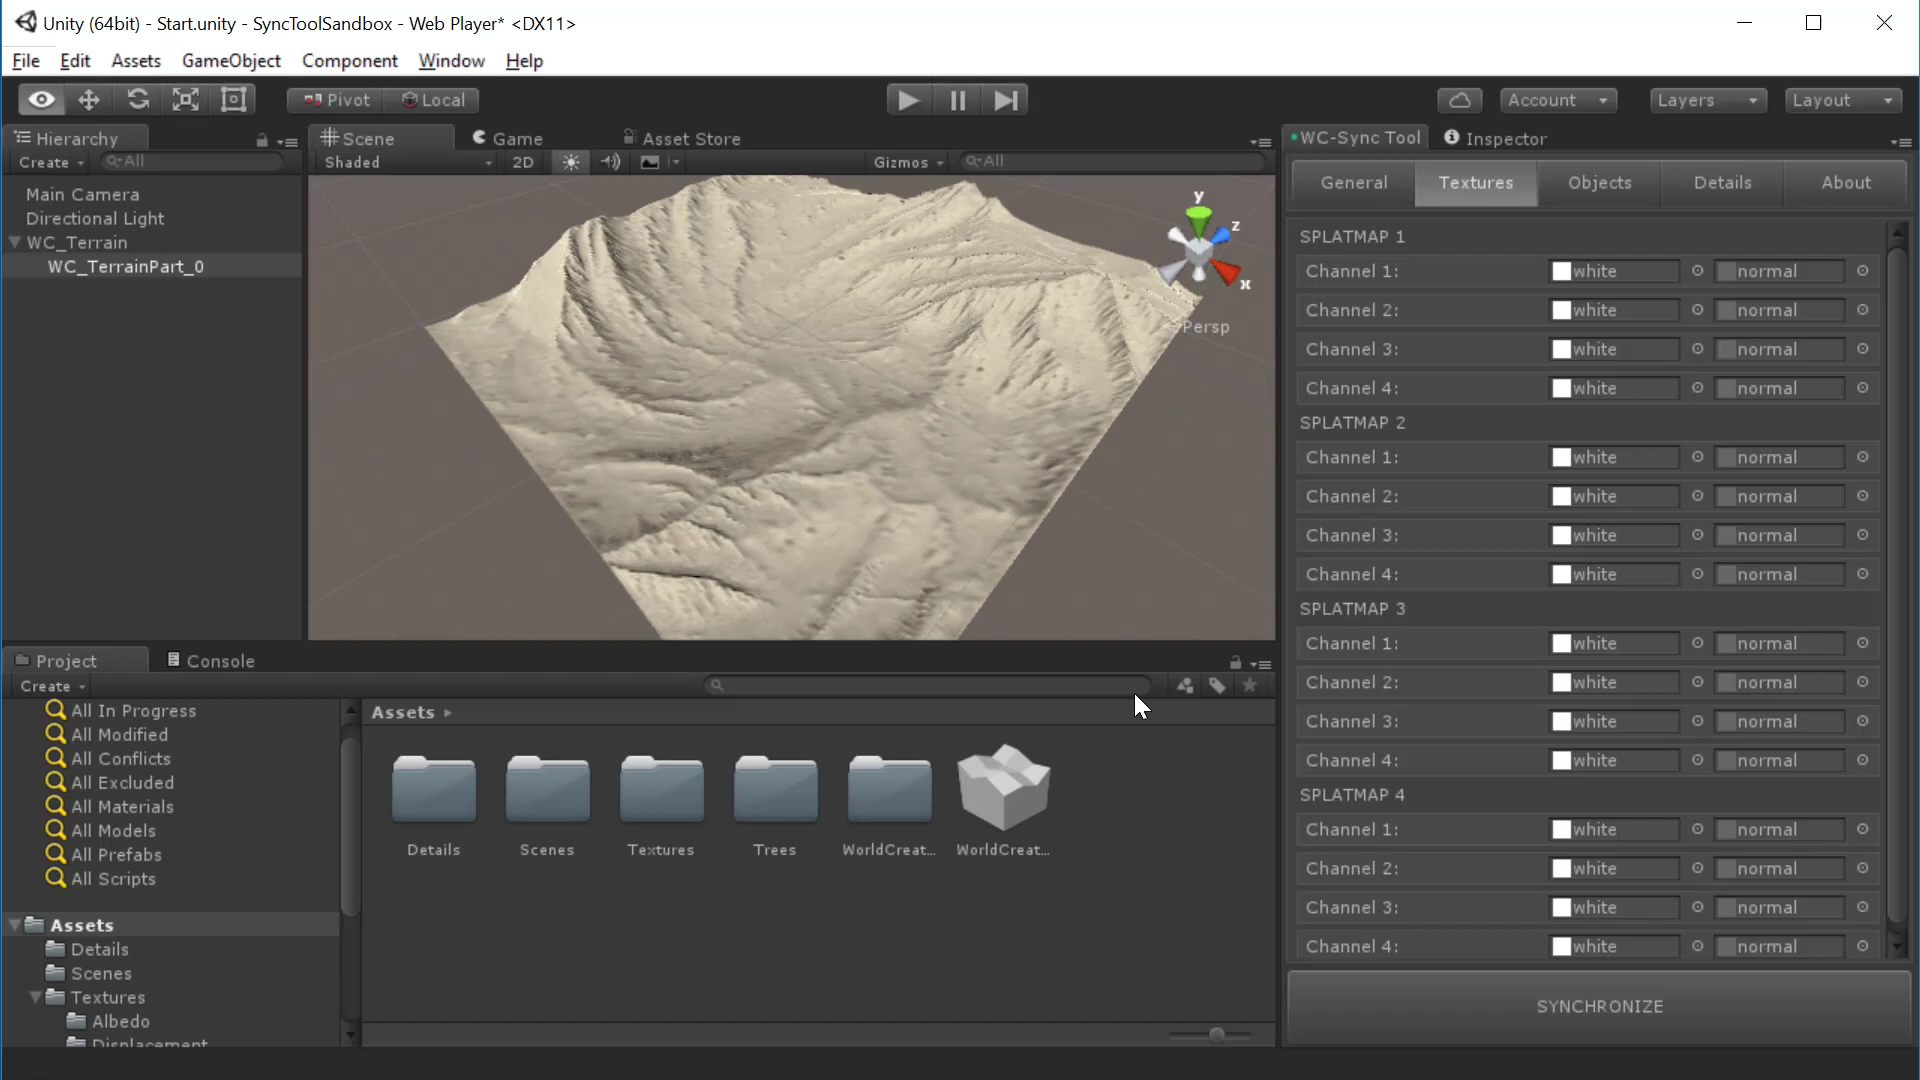 Unity (64bit) - Start.unity - SyncToolSandbox - Web Player* <DX11>
File Edit Assets GameObject Component Window Help
Pivot Local Account Layers Layout
Hierarchy
Create All
Main Camera
Directional Light
WC_Terrain
WC_TerrainPart_0
Scene Game Asset Store
Shaded 2D Gizmos All
y
z
x
Persp
WC-Sync Tool Inspector
General Textures Objects Details About
SPLATMAP 1
Channel 1: white normal
Channel 2: white normal
Channel 3: white normal
Channel 4: white normal
SPLATMAP 2
Channel 1: white normal
Channel 2: white normal
Channel 3: white normal
Channel 4: white normal
SPLATMAP 3
Channel 1: white normal
Channel 2: white normal
Channel 3: white normal
Channel 4: white normal
SPLATMAP 4
Channel 1: white normal
Channel 2: white normal
Channel 3: white normal
Channel 4: white normal
SYNCHRONIZE
Project Console
Create
All In Progress
All Modified
All Conflicts
All Excluded
All Materials
All Models
All Prefabs
All Scripts
Assets
Details
Scenes
Textures
Albedo
Displacement
Assets
Details Scenes Textures Trees WorldCreat... WorldCreat...